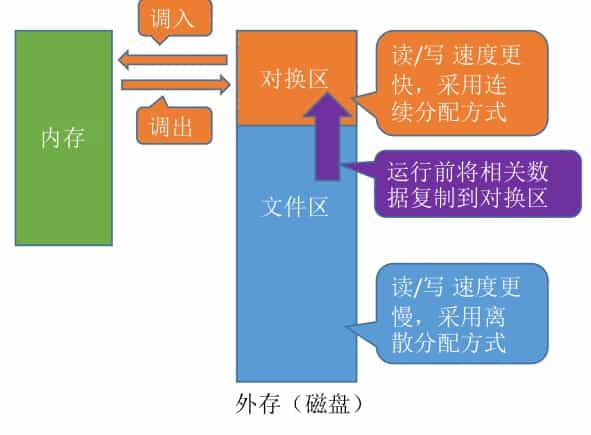 调入
调出
内存
对换区
文件区
读/写 速度更
快，采用连
续分配方式
运行前将相关数
据复制到对换区
读/写 速度更
慢，采用离
散分配方式
外存（磁盘）